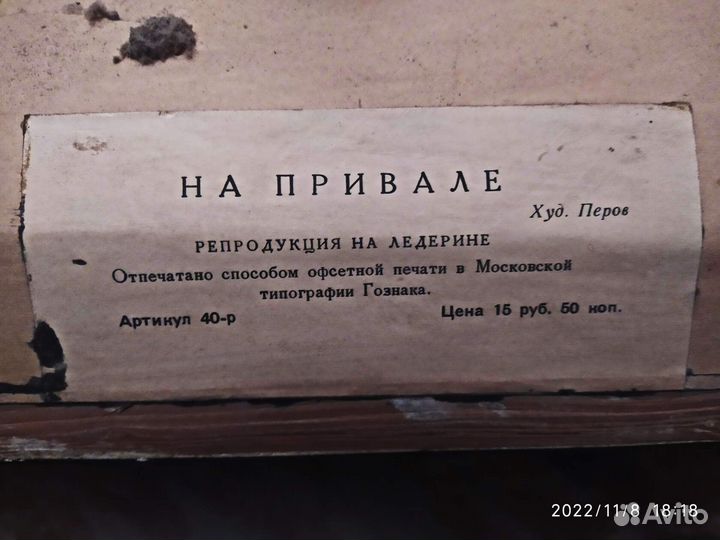 НА ПРИВАЛЕ
Худ. Перов
РЕПРОДУКЦИЯ НА ЛЕДЕРИНЕ
Отпечатано способом офсетной печати в Московской
типографии Гознака.
Артикул 40-р Цена 15 руб. 50 коп.
2022/11/8 18:18
Avito